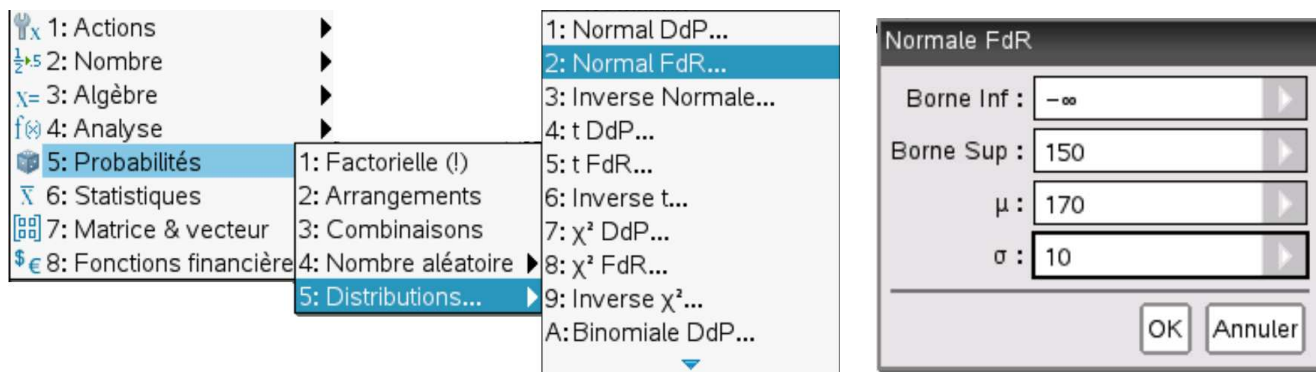 1: Actions
2: Nombre
3: Algèbre
4: Analyse
5: Probabilités
6: Statistiques
7: Matrice & vecteur
8: Fonctions financière
1: Factorielle (!)
2: Arrangements
3: Combinaisons
4: Nombre aléatoire
5: Distributions...
1: Normal DdP...
2: Normal FdR...
3: Inverse Normale...
4: t DdP...
5: t FdR...
6: Inverse t...
7: χ² DdP...
8: χ² FdR...
9: Inverse χ²...
A: Binomiale DdP...
Normale FdR
Borne Inf : -∞
Borne Sup : 150
μ : 170
σ : 10
OK Annuler